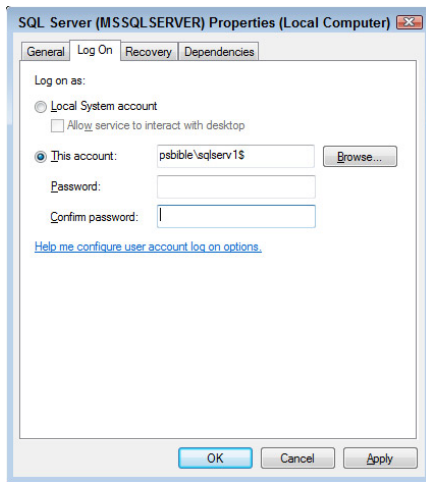 SQL Server (MSSQLSERVER) Properties (Local Computer)
General Log On Recovery Dependencies
Log on as:
Local System account
Allow service to interact with desktop
This account: psbible\sqlserv1$ Browse...
Password:
Confirm password:
Help me configure user account log on options.
OK Cancel Apply